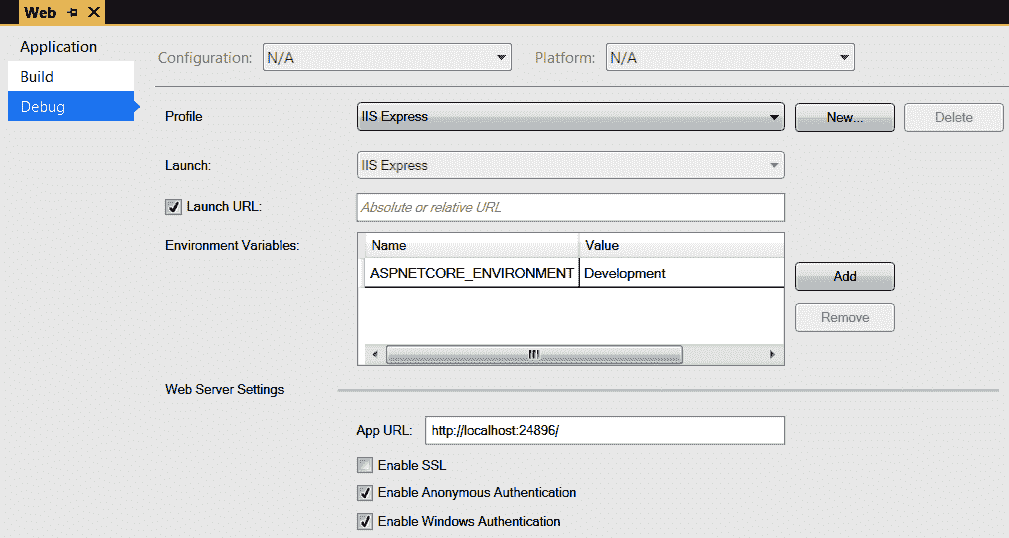 Web
Application
Build
Debug
Configuration: N/A Platform: N/A
Profile IIS Express New... Delete
Launch: IIS Express
Launch URL: Absolute or relative URL
Environment Variables: Name Value
ASPNETCORE_ENVIRONMENT Development Add
Remove
Web Server Settings
App URL: http://localhost:24896/
Enable SSL
Enable Anonymous Authentication
Enable Windows Authentication